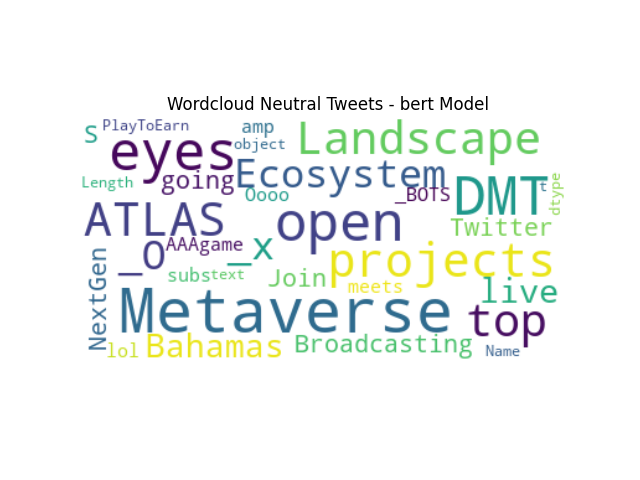 Wordcloud Neutral Tweets - bert Model
S PlayToEarn amp Landscape
eyes object
Length going Ecosystem
Oooo _BOTS DMT t dtype
ATLAS open Twitter
_O AAAgame _x projects
NextGen subs text Join meets live
Metaverse top
lol Bahamas Broadcasting Name